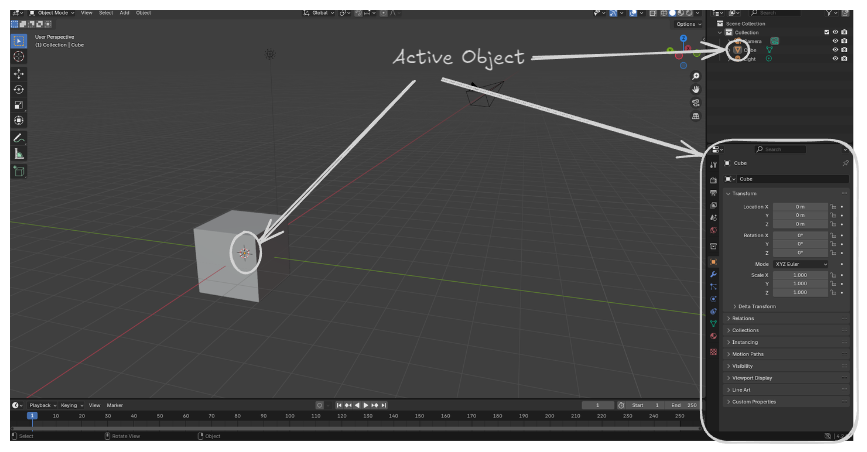 Object Mode View Select Add Object Global Search
Options
User Perspective
(1) Collection | Cube
Active Object
Scene Collection
Collection
Camera
Cube
Light
Search
Cube
Cube
Transform
Location X 0 m
Y 0 m
Z 0 m
Rotation X 0°
Y 0°
Z 0°
Mode XYZ Euler
Scale X 1.000
Y 1.000
Z 1.000
Delta Transform
Relations
Collections
Instancing
Motion Paths
Visibility
Viewport Display
Line Art
Custom Properties
Playback Keying View Marker 1 Start 1 End 250
1 10 20 30 40 50 60 70 80 90 100 110 120 130 140 150 160 170 180 190 200 210 220 230 240 250
Select Rotate View Object